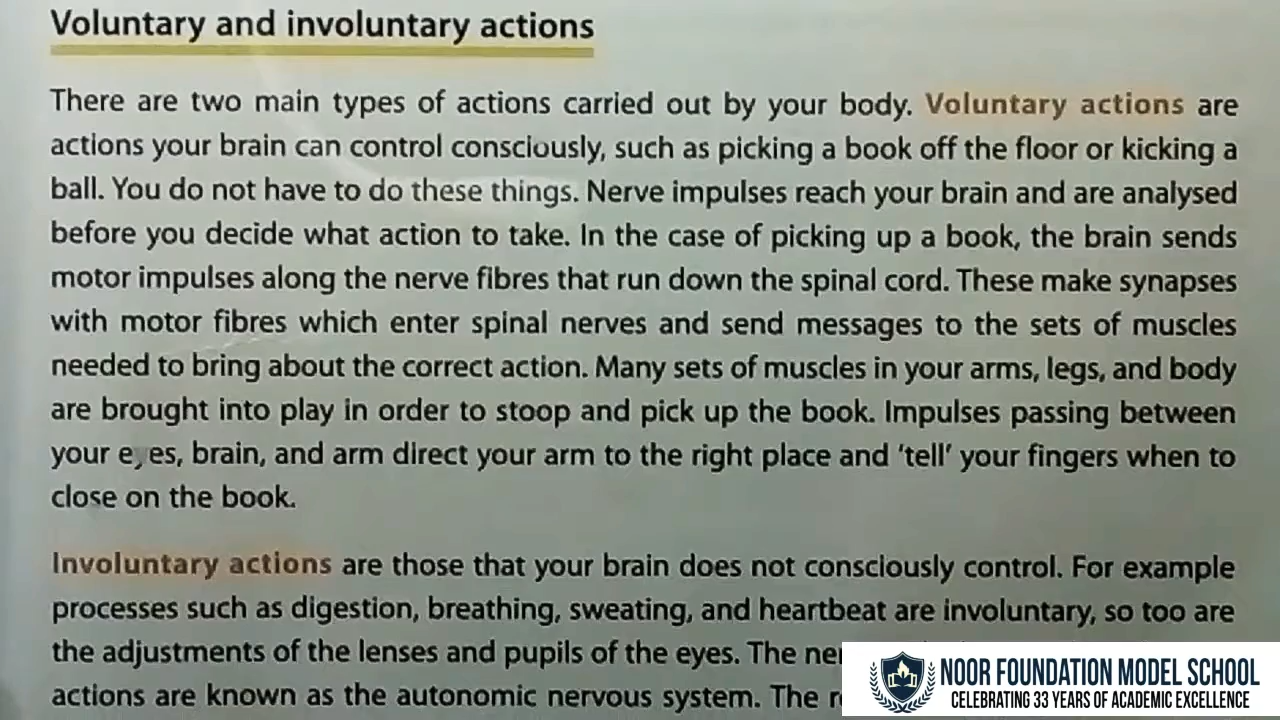 Voluntary and involuntary actions
There are two main types of actions carried out by your body. Voluntary actions are
actions your brain can control consciously, such as picking a book off the floor or kicking a
ball. You do not have to do these things. Nerve impulses reach your brain and are analysed
before you decide what action to take. In the case of picking up a book, the brain sends
motor impulses along the nerve fibres that run down the spinal cord. These make synapses
with motor fibres which enter spinal nerves and send messages to the sets of muscles
needed to bring about the correct action. Many sets of muscles in your arms, legs, and body
are brought into play in order to stoop and pick up the book. Impulses passing between
your eyes, brain, and arm direct your arm to the right place and ‘tell’ your fingers when to
close on the book.
Involuntary actions are those that your brain does not consciously control. For example
processes such as digestion, breathing, sweating, and heartbeat are involuntary, so too are
the adjustments of the lenses and pupils of the eyes. The
actions are known as the autonomic nervous system. The
NOOR FOUNDATION MODEL SCHOOL
CELEBRATING 33 YEARS OF ACADEMIC EXCELLENCE